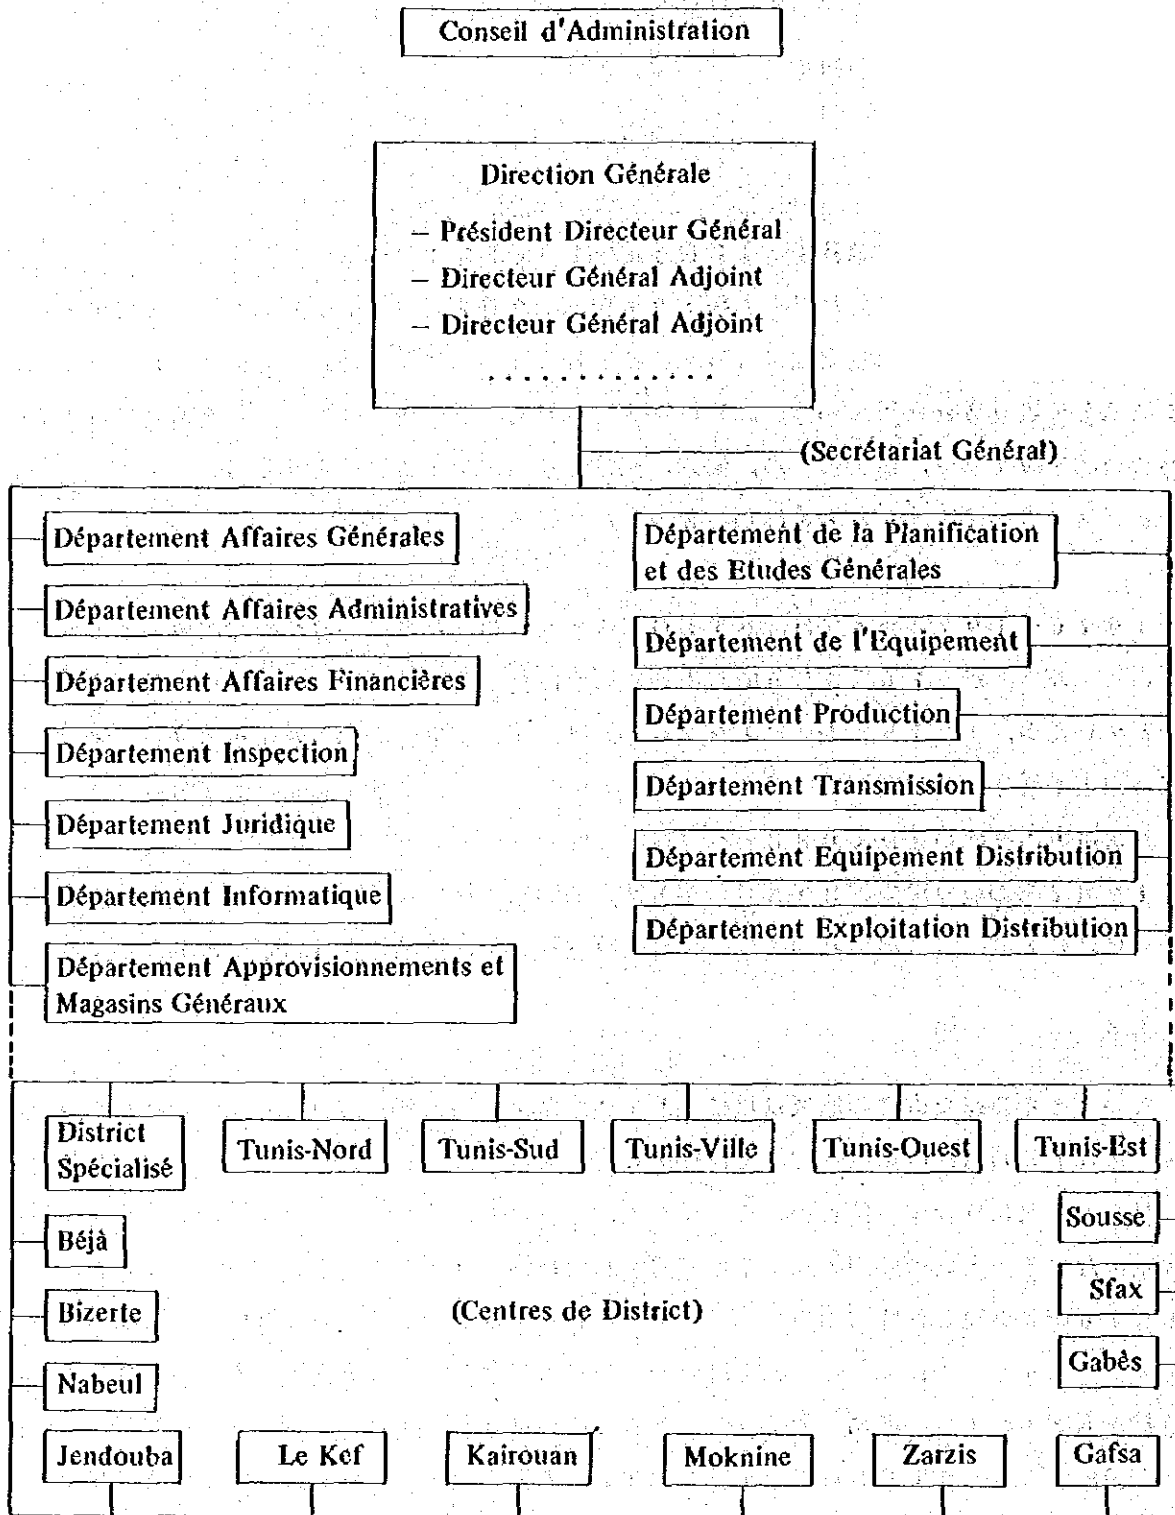 Conseil d'Administration
Direction Générale
– Président Directeur Général
– Directeur Général Adjoint
– Directeur Général Adjoint
.............
(Secrétariat Général)
Département Affaires Générales
Département Affaires Administratives
Département Affaires Financières
Département Inspection
Département Juridique
Département Informatique
Département Approvisionnements et
Magasins Généraux
Département de la Planification
et des Etudes Générales
Département de l'Equipement
Département Production
Département Transmission
Département Equipement Distribution
Département Exploitation Distribution
District
Spécialisé
Tunis-Nord
Tunis-Sud
Tunis-Ville
Tunis-Ouest
Tunis-Est
Béjà
Bizerte
Nabeul
(Centres de District)
Sousse
Sfax
Gabès
Jendouba
Le Kef
Kairouan
Moknine
Zarzis
Gafsa